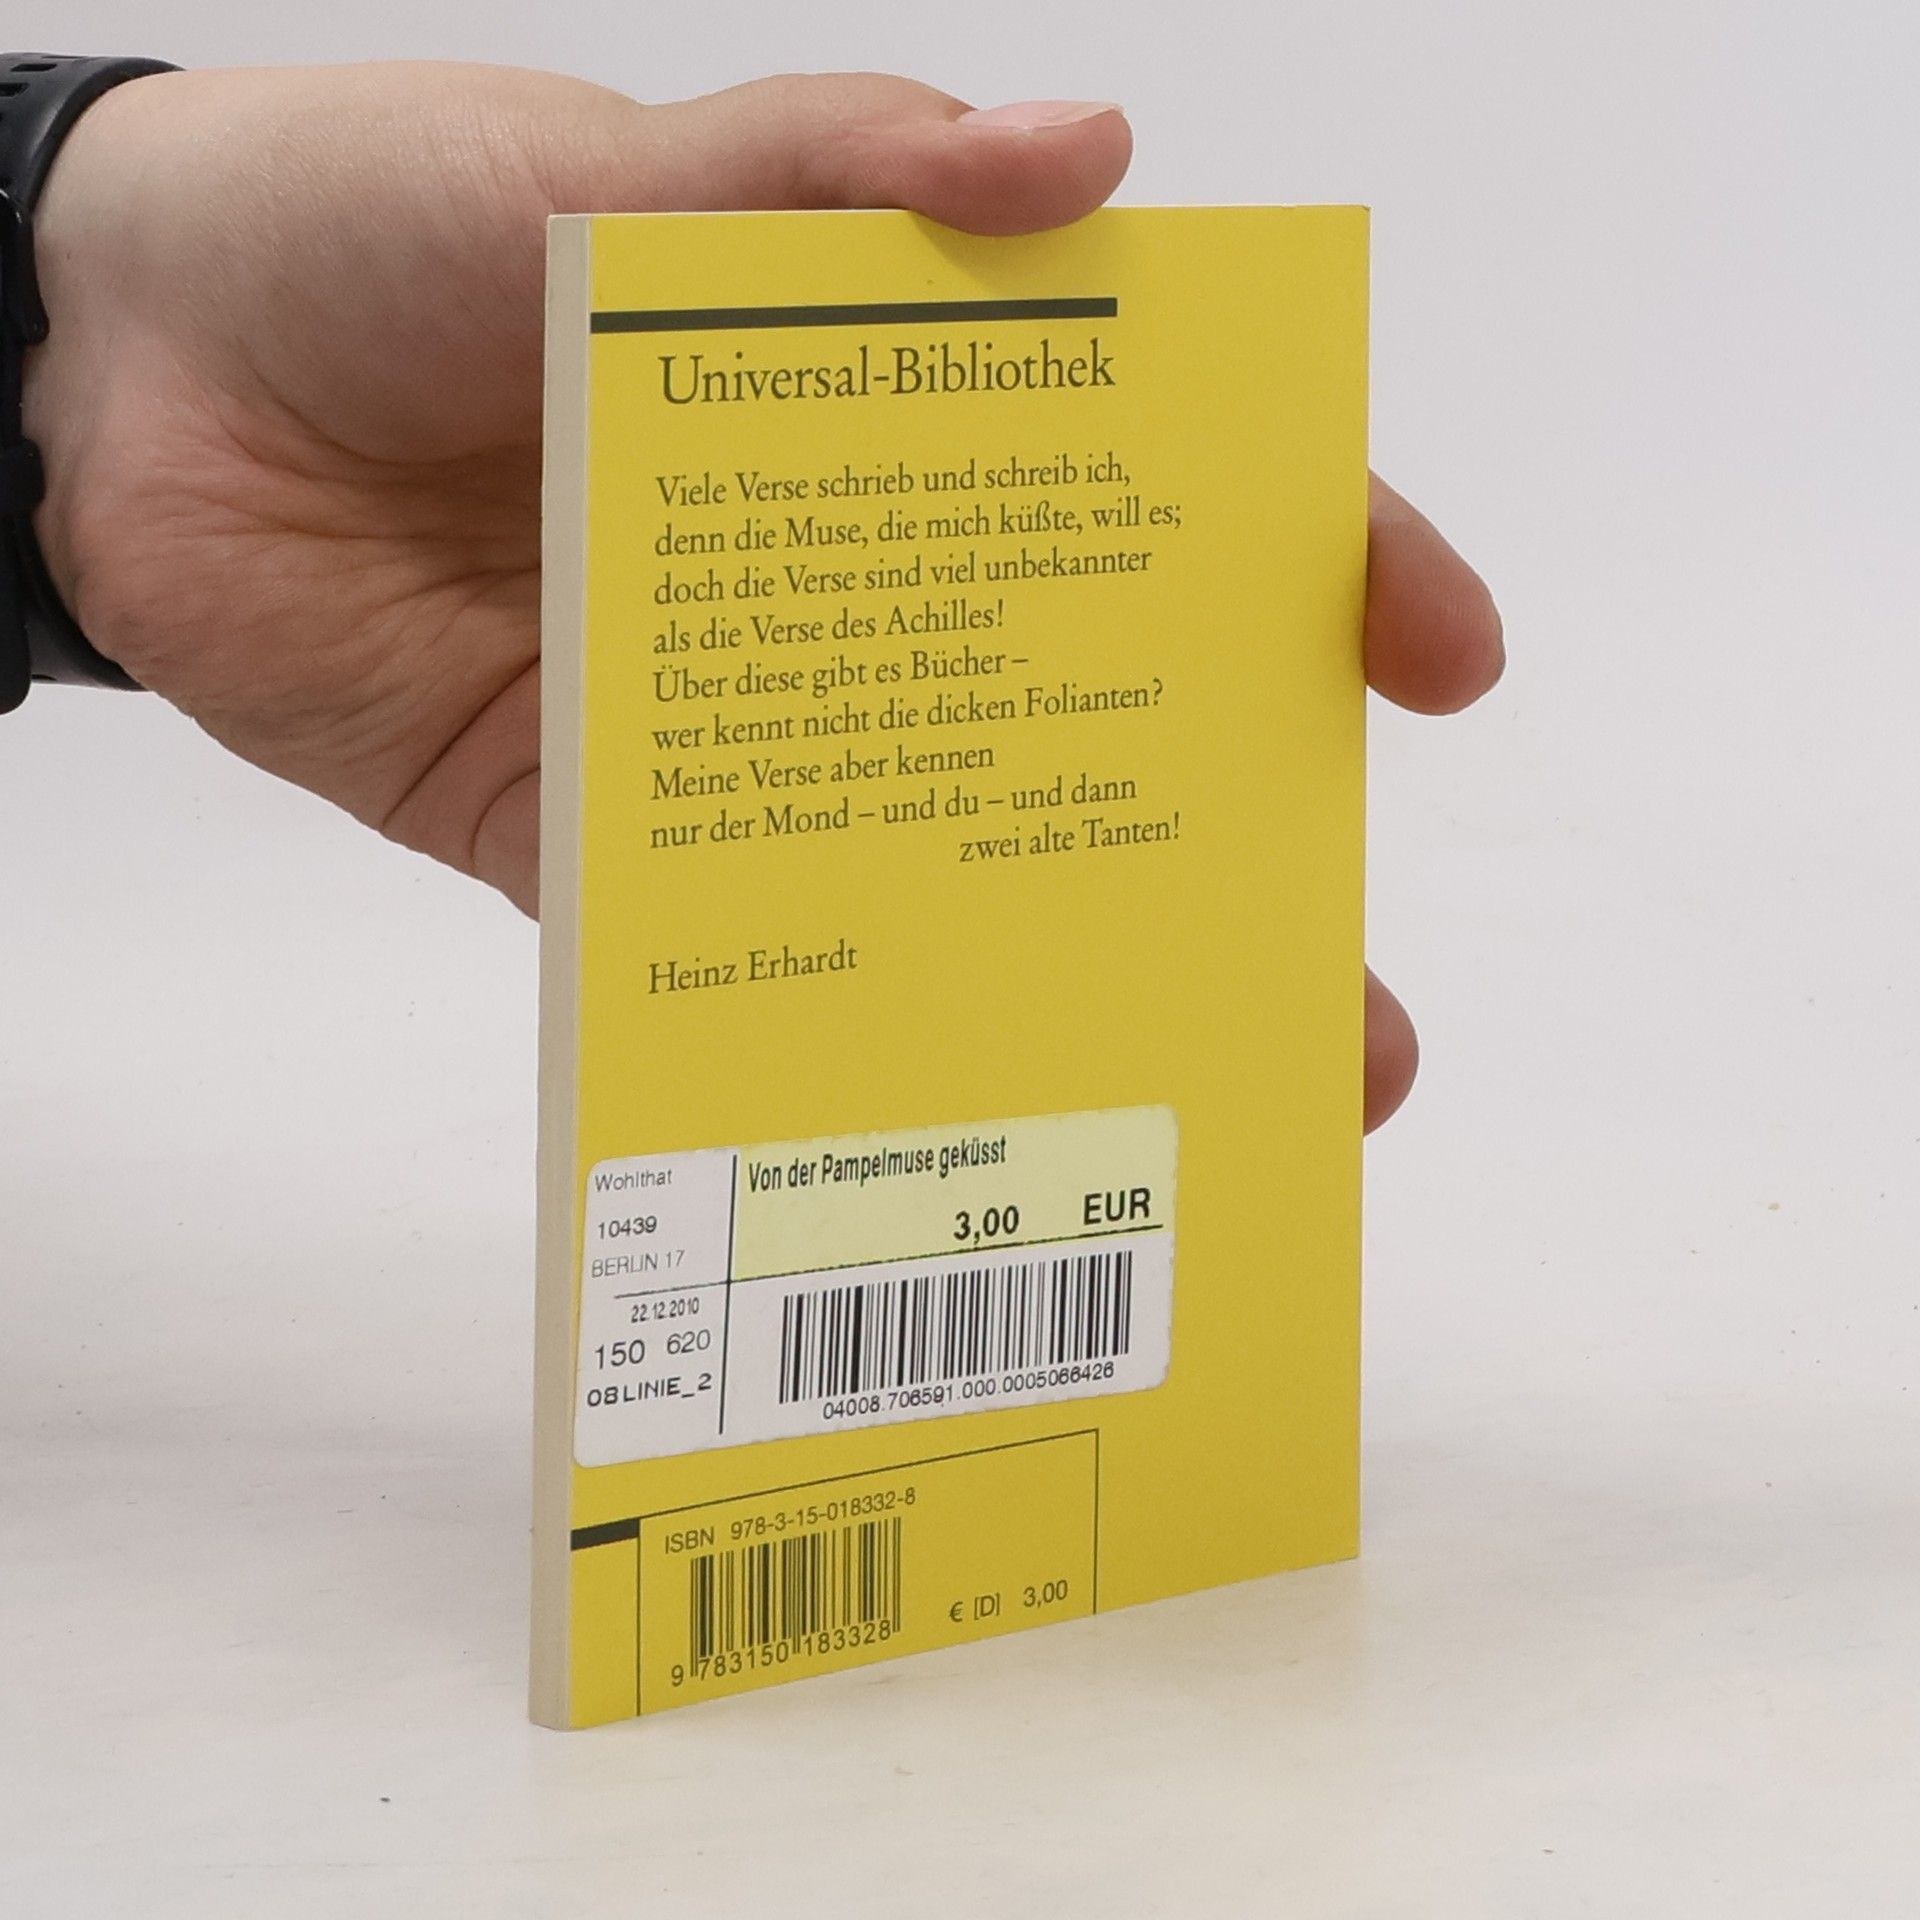 Universal-Bibliothek
Viele Verse schrieb und schreib ich,
denn die Muse, die mich küßte, will es;
doch die Verse sind viel unbekannter
als die Verse des Achilles!
Über diese gibt es Bücher –
wer kennt nicht die dicken Folianten?
Meine Verse aber kennen
nur der Mond – und du – und dann
zwei alte Tanten!
Heinz Erhardt
Wohlthat
10439
BERLIN 17
22.12.2010
150 620
08LINIE_2
Von der Pampelmuse geküsst
3,00 EUR
04008.706591.000.0005066426
ISBN 978-3-15-018332-8
9 783150 183328
€ [D] 3,00